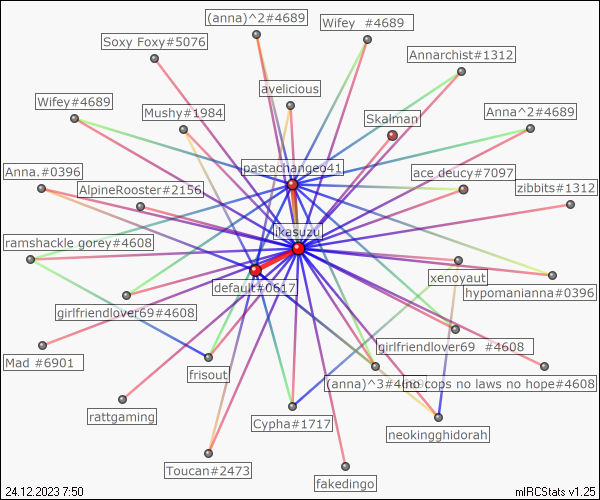 (anna)^2#4689
Wifey  #4689
Soxy Foxy#5076
Annarchist#1312
avelicious
Wifey#4689
Mushy#1984
Skalman
Anna^2#4689
pastachangeo41
Anna.#0396
ace deucy#7097
AlpineRooster#2156
zibbits#1312
ikasuzu
ramshackle gorey#4608
xenoyaut
default#0617
hypomanianna#0396
girlfriendlover69#4608
girlfriendlover69  #4608
Mad #6901
frisout
(anna)^3#4
no cops no laws no hope#4608
rattgaming
Cypha#1717
neokingghidorah
Toucan#2473
fakedingo
24.12.2023 7:50
mIRCStats v1.25